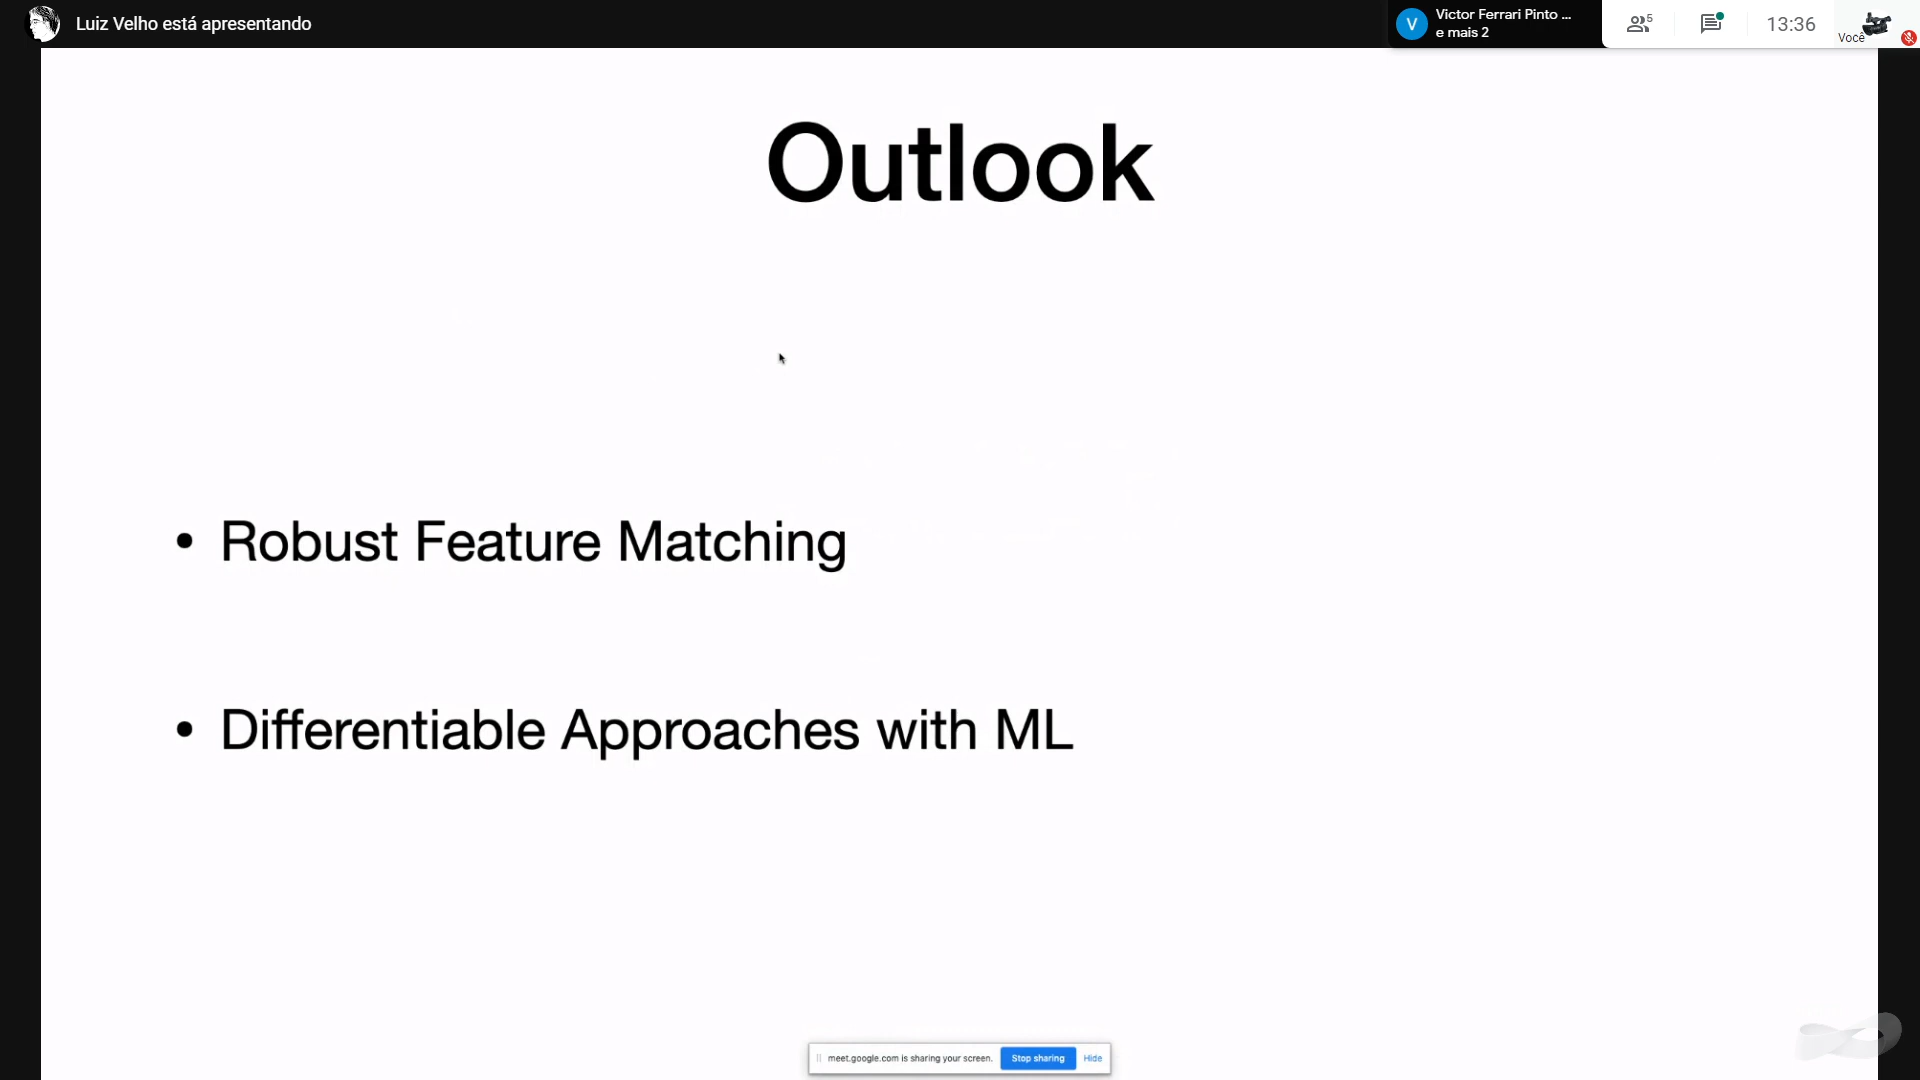 Luiz Velho está apresentando
V
Victor Ferrari Pinto ...
e mais 2
5
13:36
Você
Outlook
• Robust Feature Matching
• Differentiable Approaches with ML
meet.google.com is sharing your screen.
Stop sharing
Hide